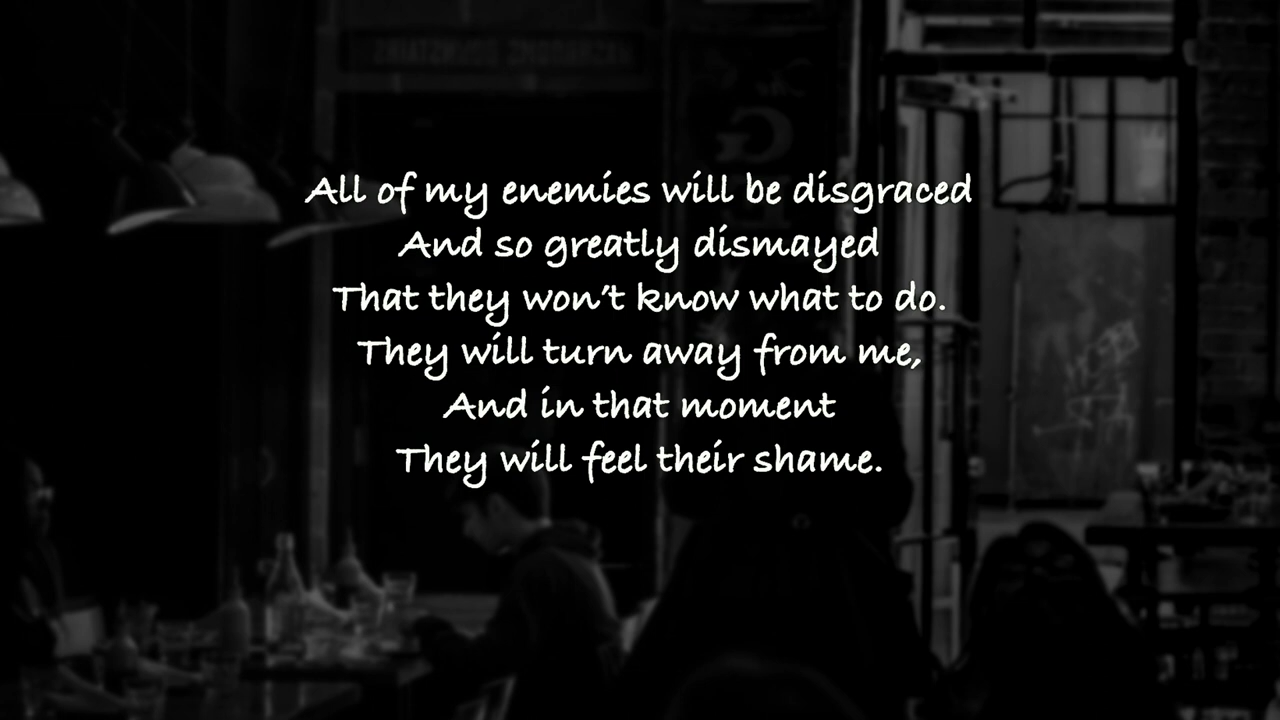 All of my enemies will be disgraced
And so greatly dismayed
That they won't know what to do.
They will turn away from me,
And in that moment
They will feel their shame.